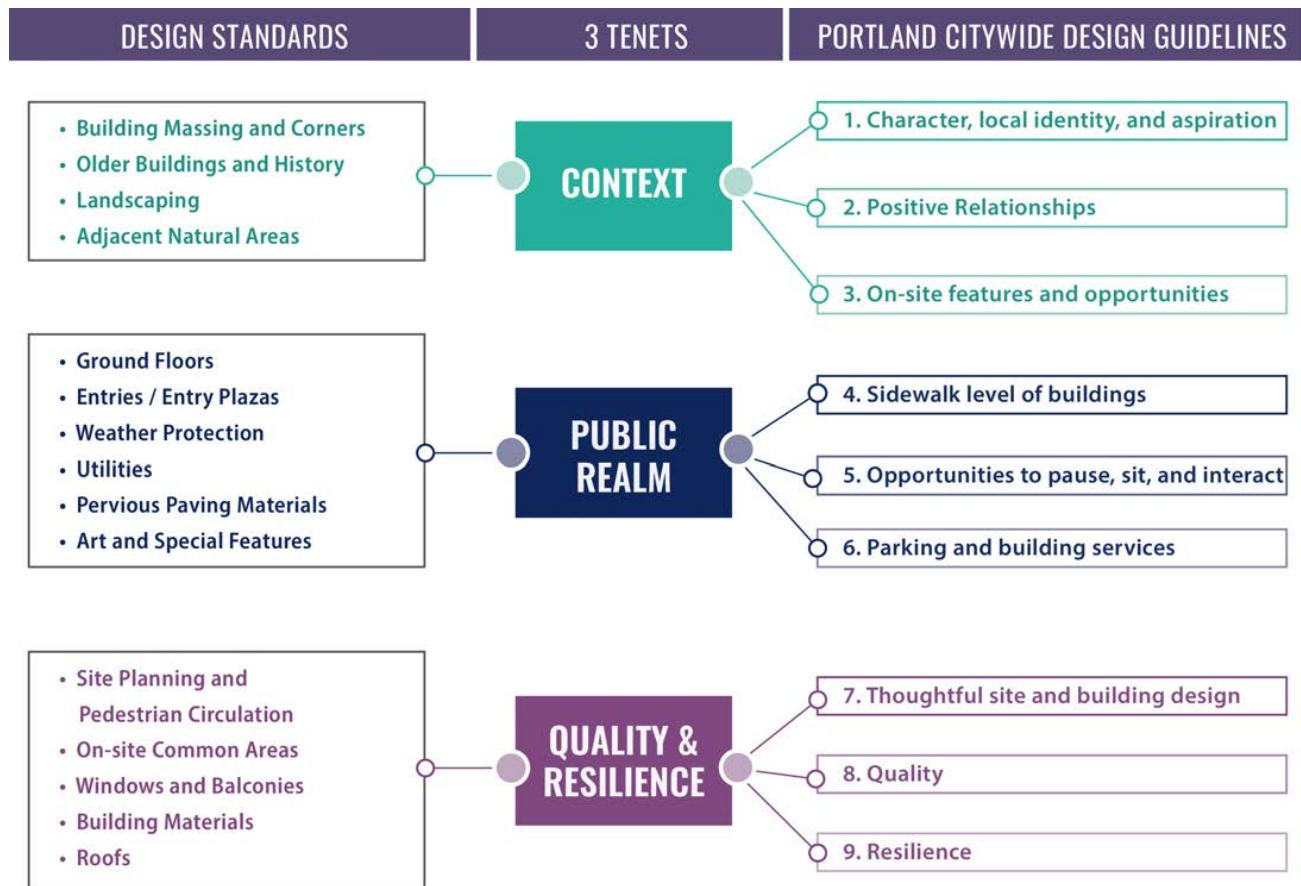 DESIGN STANDARDS
3 TENETS
PORTLAND CITYWIDE DESIGN GUIDELINES
• Building Massing and Corners
• Older Buildings and History
• Landscaping
• Adjacent Natural Areas
CONTEXT
1. Character, local identity, and aspiration
2. Positive Relationships
3. On-site features and opportunities
• Ground Floors
• Entries / Entry Plazas
• Weather Protection
• Utilities
• Pervious Paving Materials
• Art and Special Features
PUBLIC
REALM
4. Sidewalk level of buildings
5. Opportunities to pause, sit, and interact
6. Parking and building services
• Site Planning and
Pedestrian Circulation
• On-site Common Areas
• Windows and Balconies
• Building Materials
• Roofs
QUALITY &
RESILIENCE
7. Thoughtful site and building design
8. Quality
9. Resilience